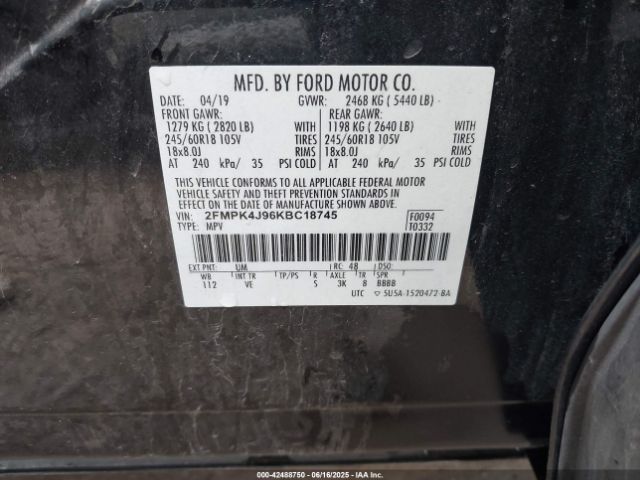 MFD. BY FORD MOTOR CO.
DATE: 04/19 GVWR: 2468 KG ( 5440 LB)
FRONT GAWR: REAR GAWR:
1279 KG ( 2820 LB) WITH 1198 KG ( 2640 LB) WITH
245/60R18 105V TIRES 245/60R18 105V TIRES
18x8.0J RIMS 18x8.0J RIMS
AT 240 kPa/ 35 PSI COLD AT 240 kPa/ 35 PSI COLD
THIS VEHICLE CONFORMS TO ALL APPLICABLE FEDERAL MOTOR
VEHICLE SAFETY AND THEFT PREVENTION STANDARDS IN
EFFECT ON THE DATE OF MANUFACTURE SHOWN ABOVE.
VIN: 2FMPK4J96KBC18745 F0094
TYPE: MPV T0332
EXT PNT: UM RC: 48 DSO:
WB INT TR TP/PS R AXLE TR SPR
112 VE S 3K 8 BBBB
UTC ▽ 5U5A-1520472-BA
000-42488750 06/16/2025 IAA, Inc.